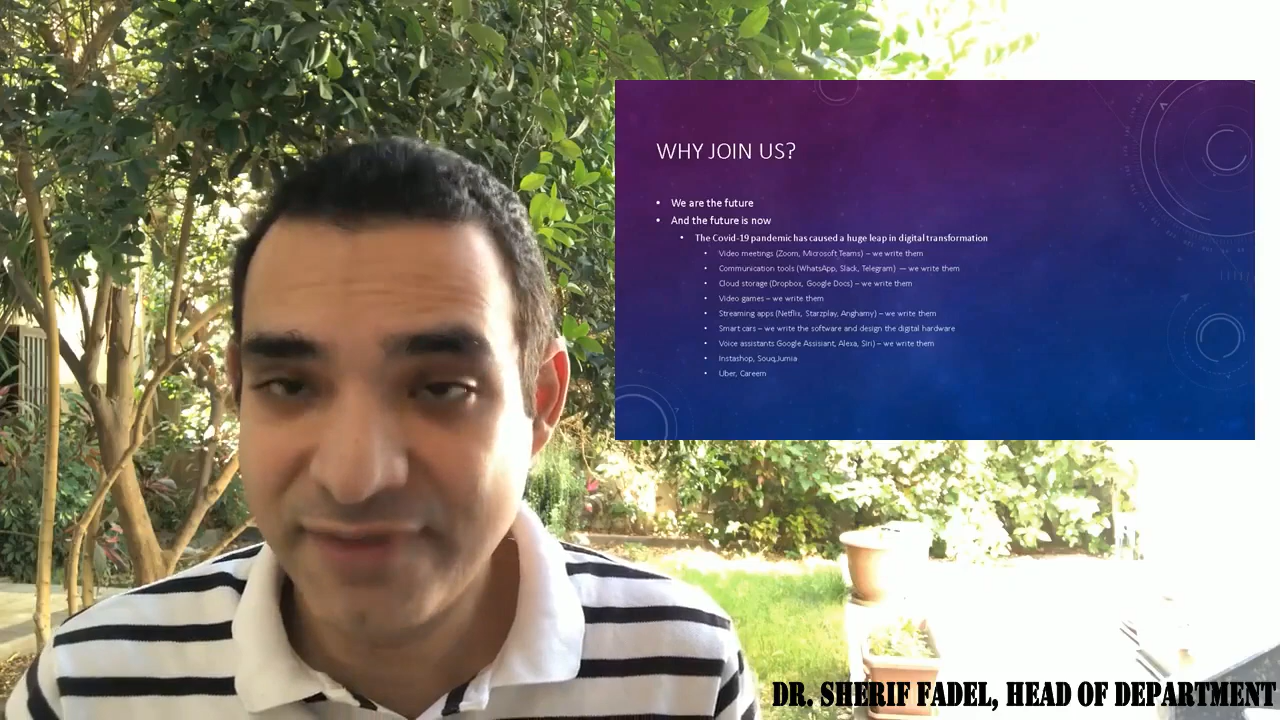 WHY JOIN US?
• We are the future
• And the future is now
• The Covid-19 pandemic has caused a huge leap in digital transformation
• Video meetings (Zoom, Microsoft Teams) – we write them
• Communication tools (WhatsApp, Slack, Telegram) — we write them
• Cloud storage (Dropbox, Google Docs) – we write them
• Video games – we write them
• Streaming apps (Netflix, Starzplay, Anghamy) – we write them
• Smart cars – we write the software and design the digital hardware
• Voice assistants Google Assisiant, Alexa, Siri) – we write them
• Instashop, Souq,Jumia
• Uber, Careem
DR. SHERIF FADEL, HEAD OF DEPARTMENT